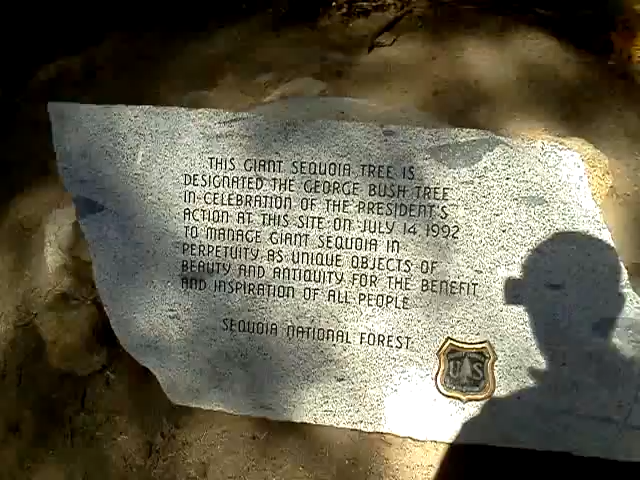 THIS GIANT SEQUOIA TREE IS
DESIGNATED THE GEORGE BUSH TREE
IN CELEBRATION OF THE PRESIDENT'S
ACTION AT THIS SITE ON JULY 14 1992
TO MANAGE GIANT SEQUOIA IN
PERPETUITY AS UNIQUE OBJECTS OF
BEAUTY AND ANTIQUITY FOR THE BENEFIT
AND INSPIRATION OF ALL PEOPLE
SEQUOIA NATIONAL FOREST
U S